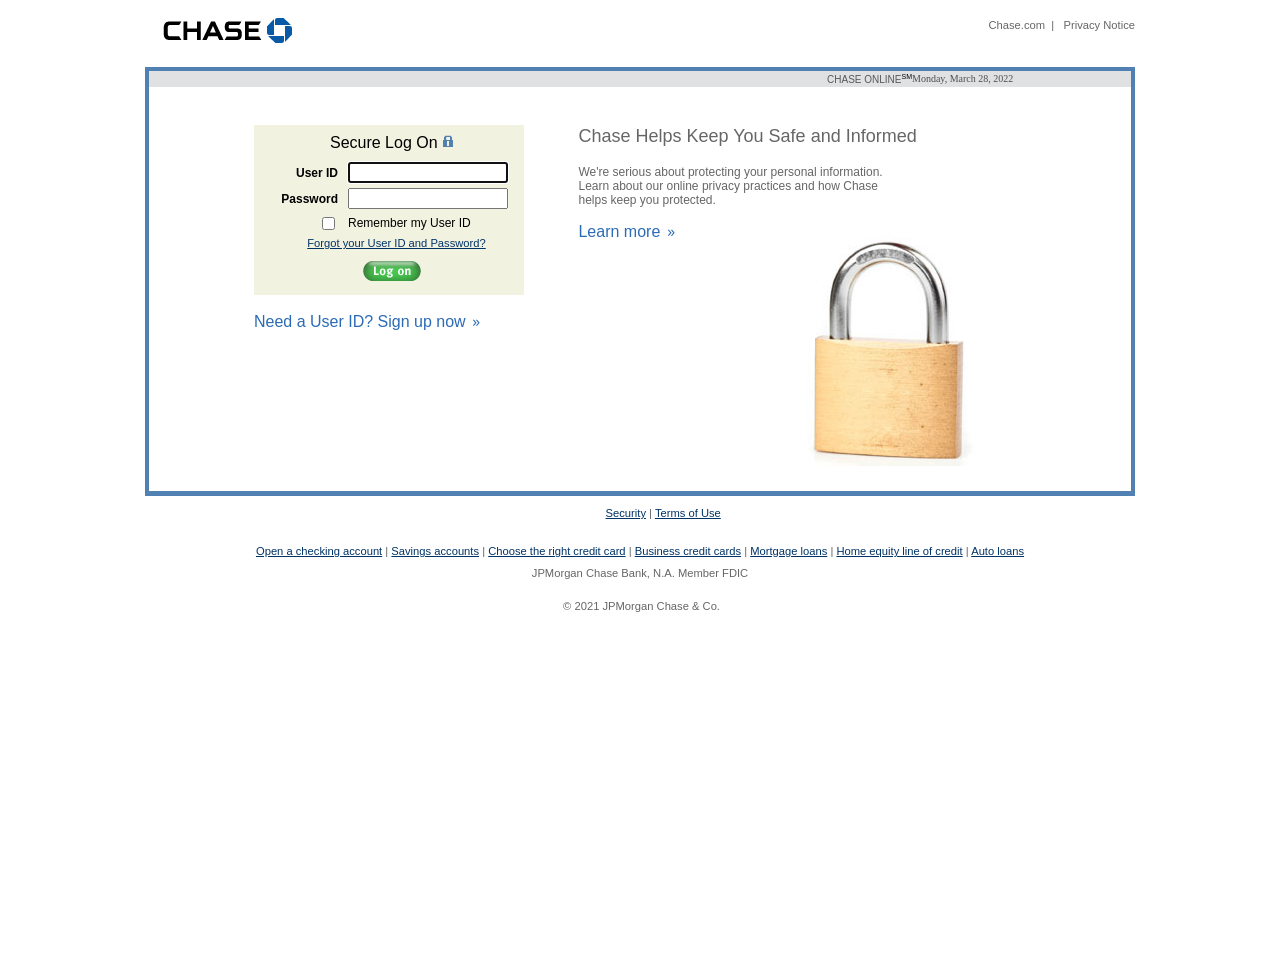 CHASE
Chase.com | Privacy Notice
CHASE ONLINE℠Monday, March 28, 2022
Secure Log On
User ID
Password
Remember my User ID
Forgot your User ID and Password?
Log on
Need a User ID? Sign up now »
Chase Helps Keep You Safe and Informed
We're serious about protecting your personal information.
Learn about our online privacy practices and how Chase
helps keep you protected.
Learn more »
Security | Terms of Use
Open a checking account | Savings accounts | Choose the right credit card | Business credit cards | Mortgage loans | Home equity line of credit | Auto loans
JPMorgan Chase Bank, N.A. Member FDIC
© 2021 JPMorgan Chase & Co.